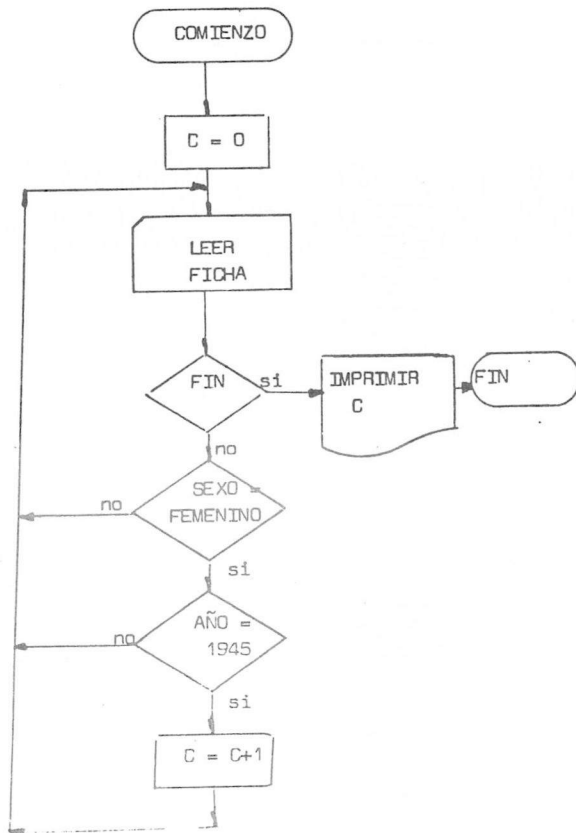 COMIENZO
C = 0
LEER
FICHA
FIN
si
IMPRIMIR
C
FIN
no
SEXO =
FEMENINO
no
si
AÑO =
1945
no
si
C = C+1